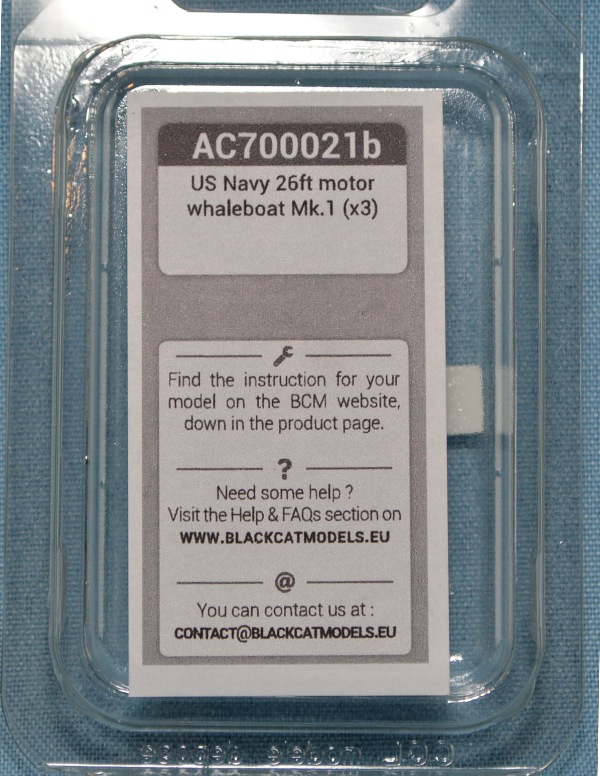 AC700021b
US Navy 26ft motor
whaleboat Mk.1 (x3)
Find the instruction for your
model on the BCM website,
down in the product page.
?
Need some help ?
Visit the Help & FAQs section on
WWW.BLACKCATMODELS.EU
@
You can contact us at :
CONTACT@BLACKCATMODELS.EU